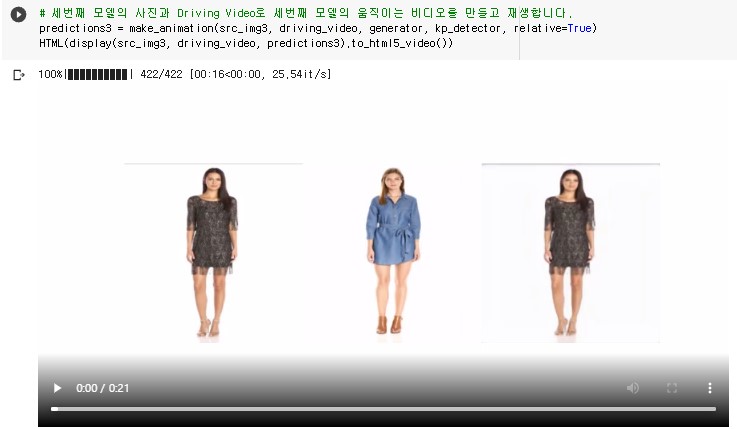 # 세번째 모델의 사진과 Driving Video로 세번째 모델의 움직이는 비디오를 만들고 재생합니다.
predictions3 = make_animation(src_img3, driving_video, generator, kp_detector, relative=True)
HTML(display(src_img3, driving_video, predictions3).to_html5_video())
100%|██████████| 422/422 [00:16<00:00, 25.54it/s]
0:00 / 0:21